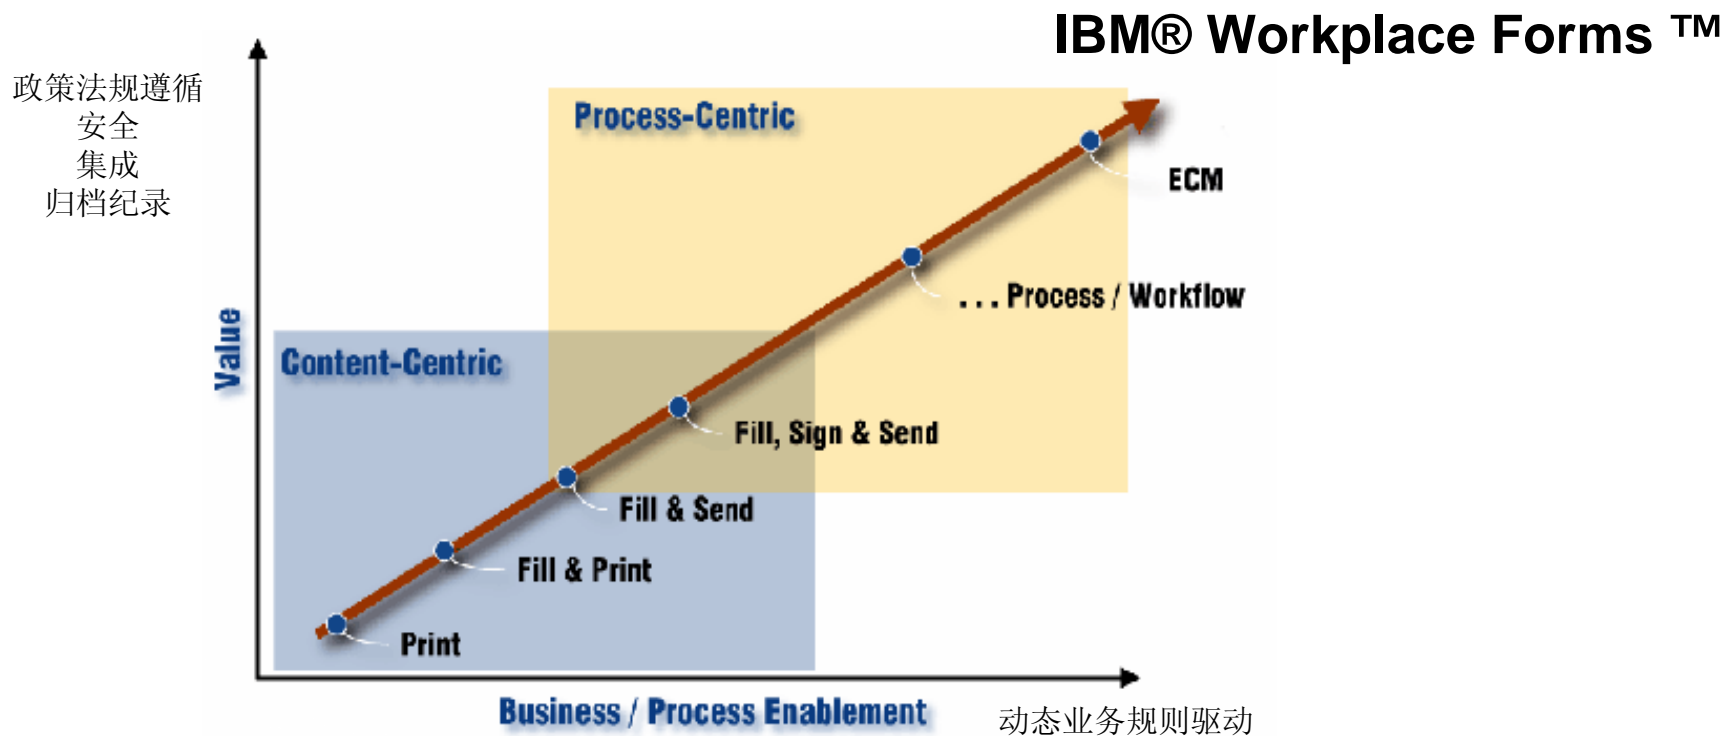 IBM® Workplace Forms ™
政策法规遵循
安全
集成
归档纪录
Process-Centric
ECM
... Process / Workflow
Value
Content-Centric
Fill, Sign & Send
Fill & Send
Fill & Print
Print
Business / Process Enablement
动态业务规则驱动